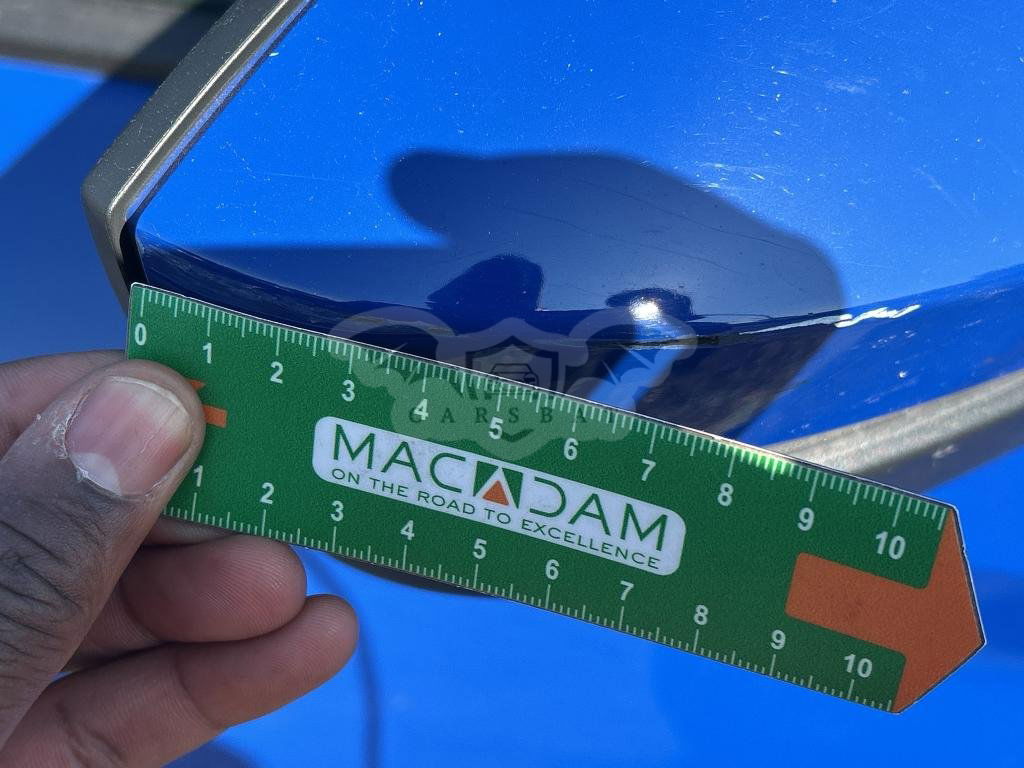 0 1 2 3 4 5 6 7 8 9 10
CARSBA
MACADAM
ON THE ROAD TO EXCELLENCE
1 2 3 4 5 6 7 8 9 10